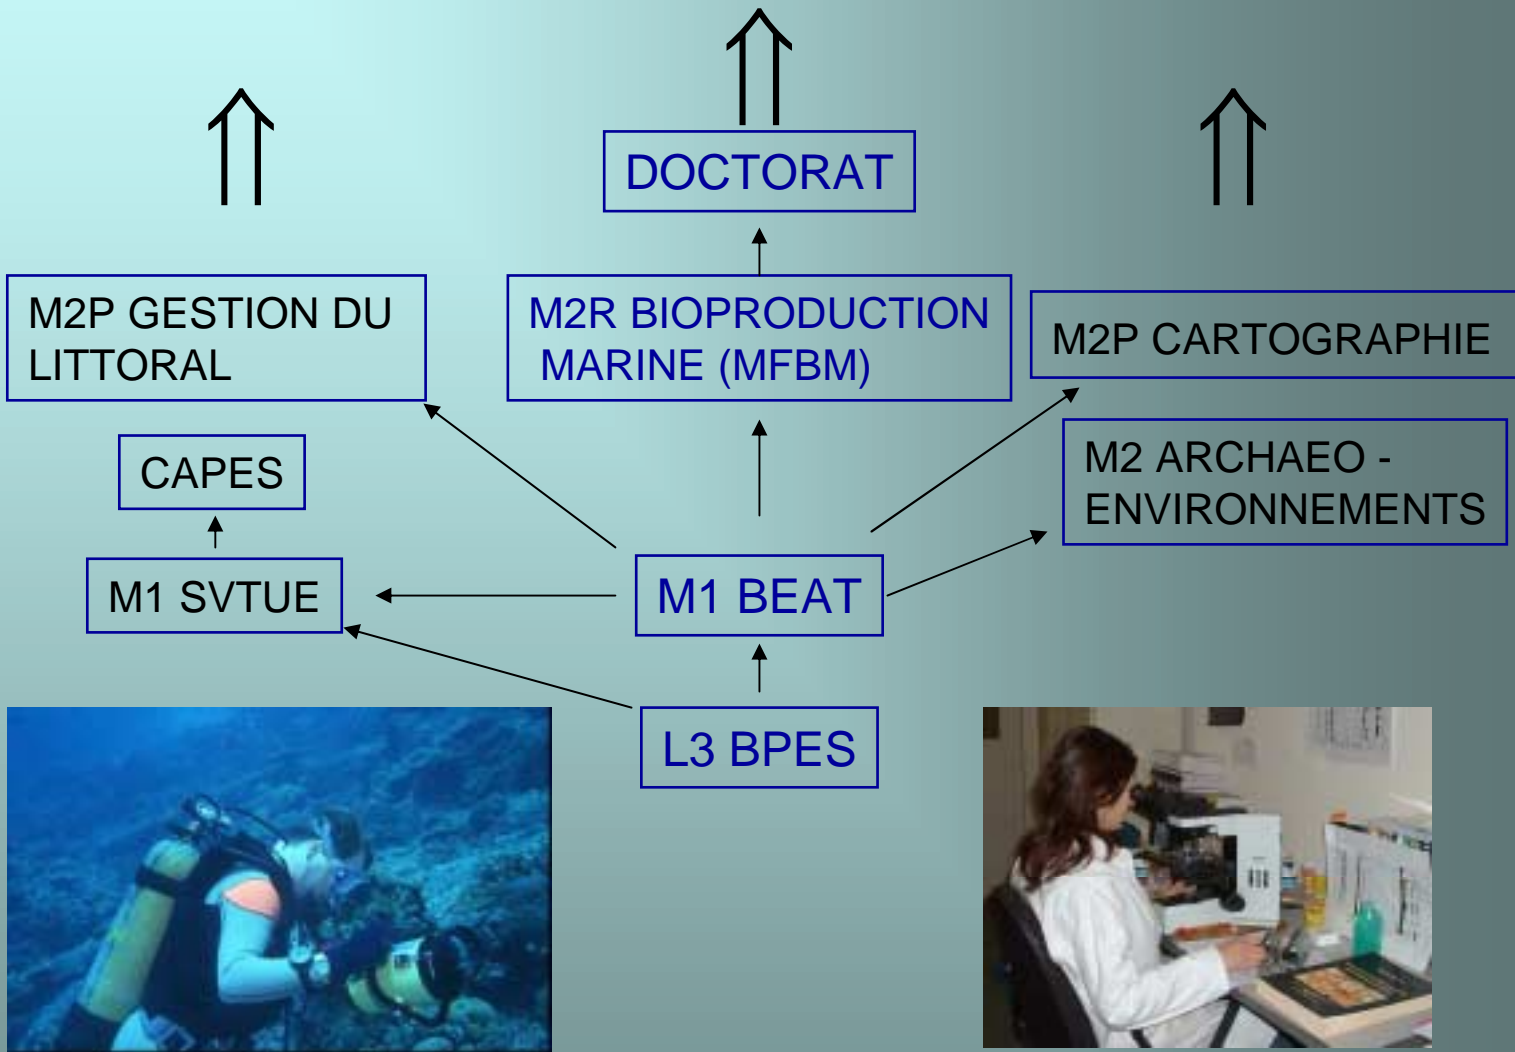 DOCTORAT
M2P GESTION DU
LITTORAL
M2R BIOPRODUCTION
MARINE (MFBM)
M2P CARTOGRAPHIE
CAPES
M2 ARCHAEO -
ENVIRONNEMENTS
M1 SVTUE
M1 BEAT
L3 BPES